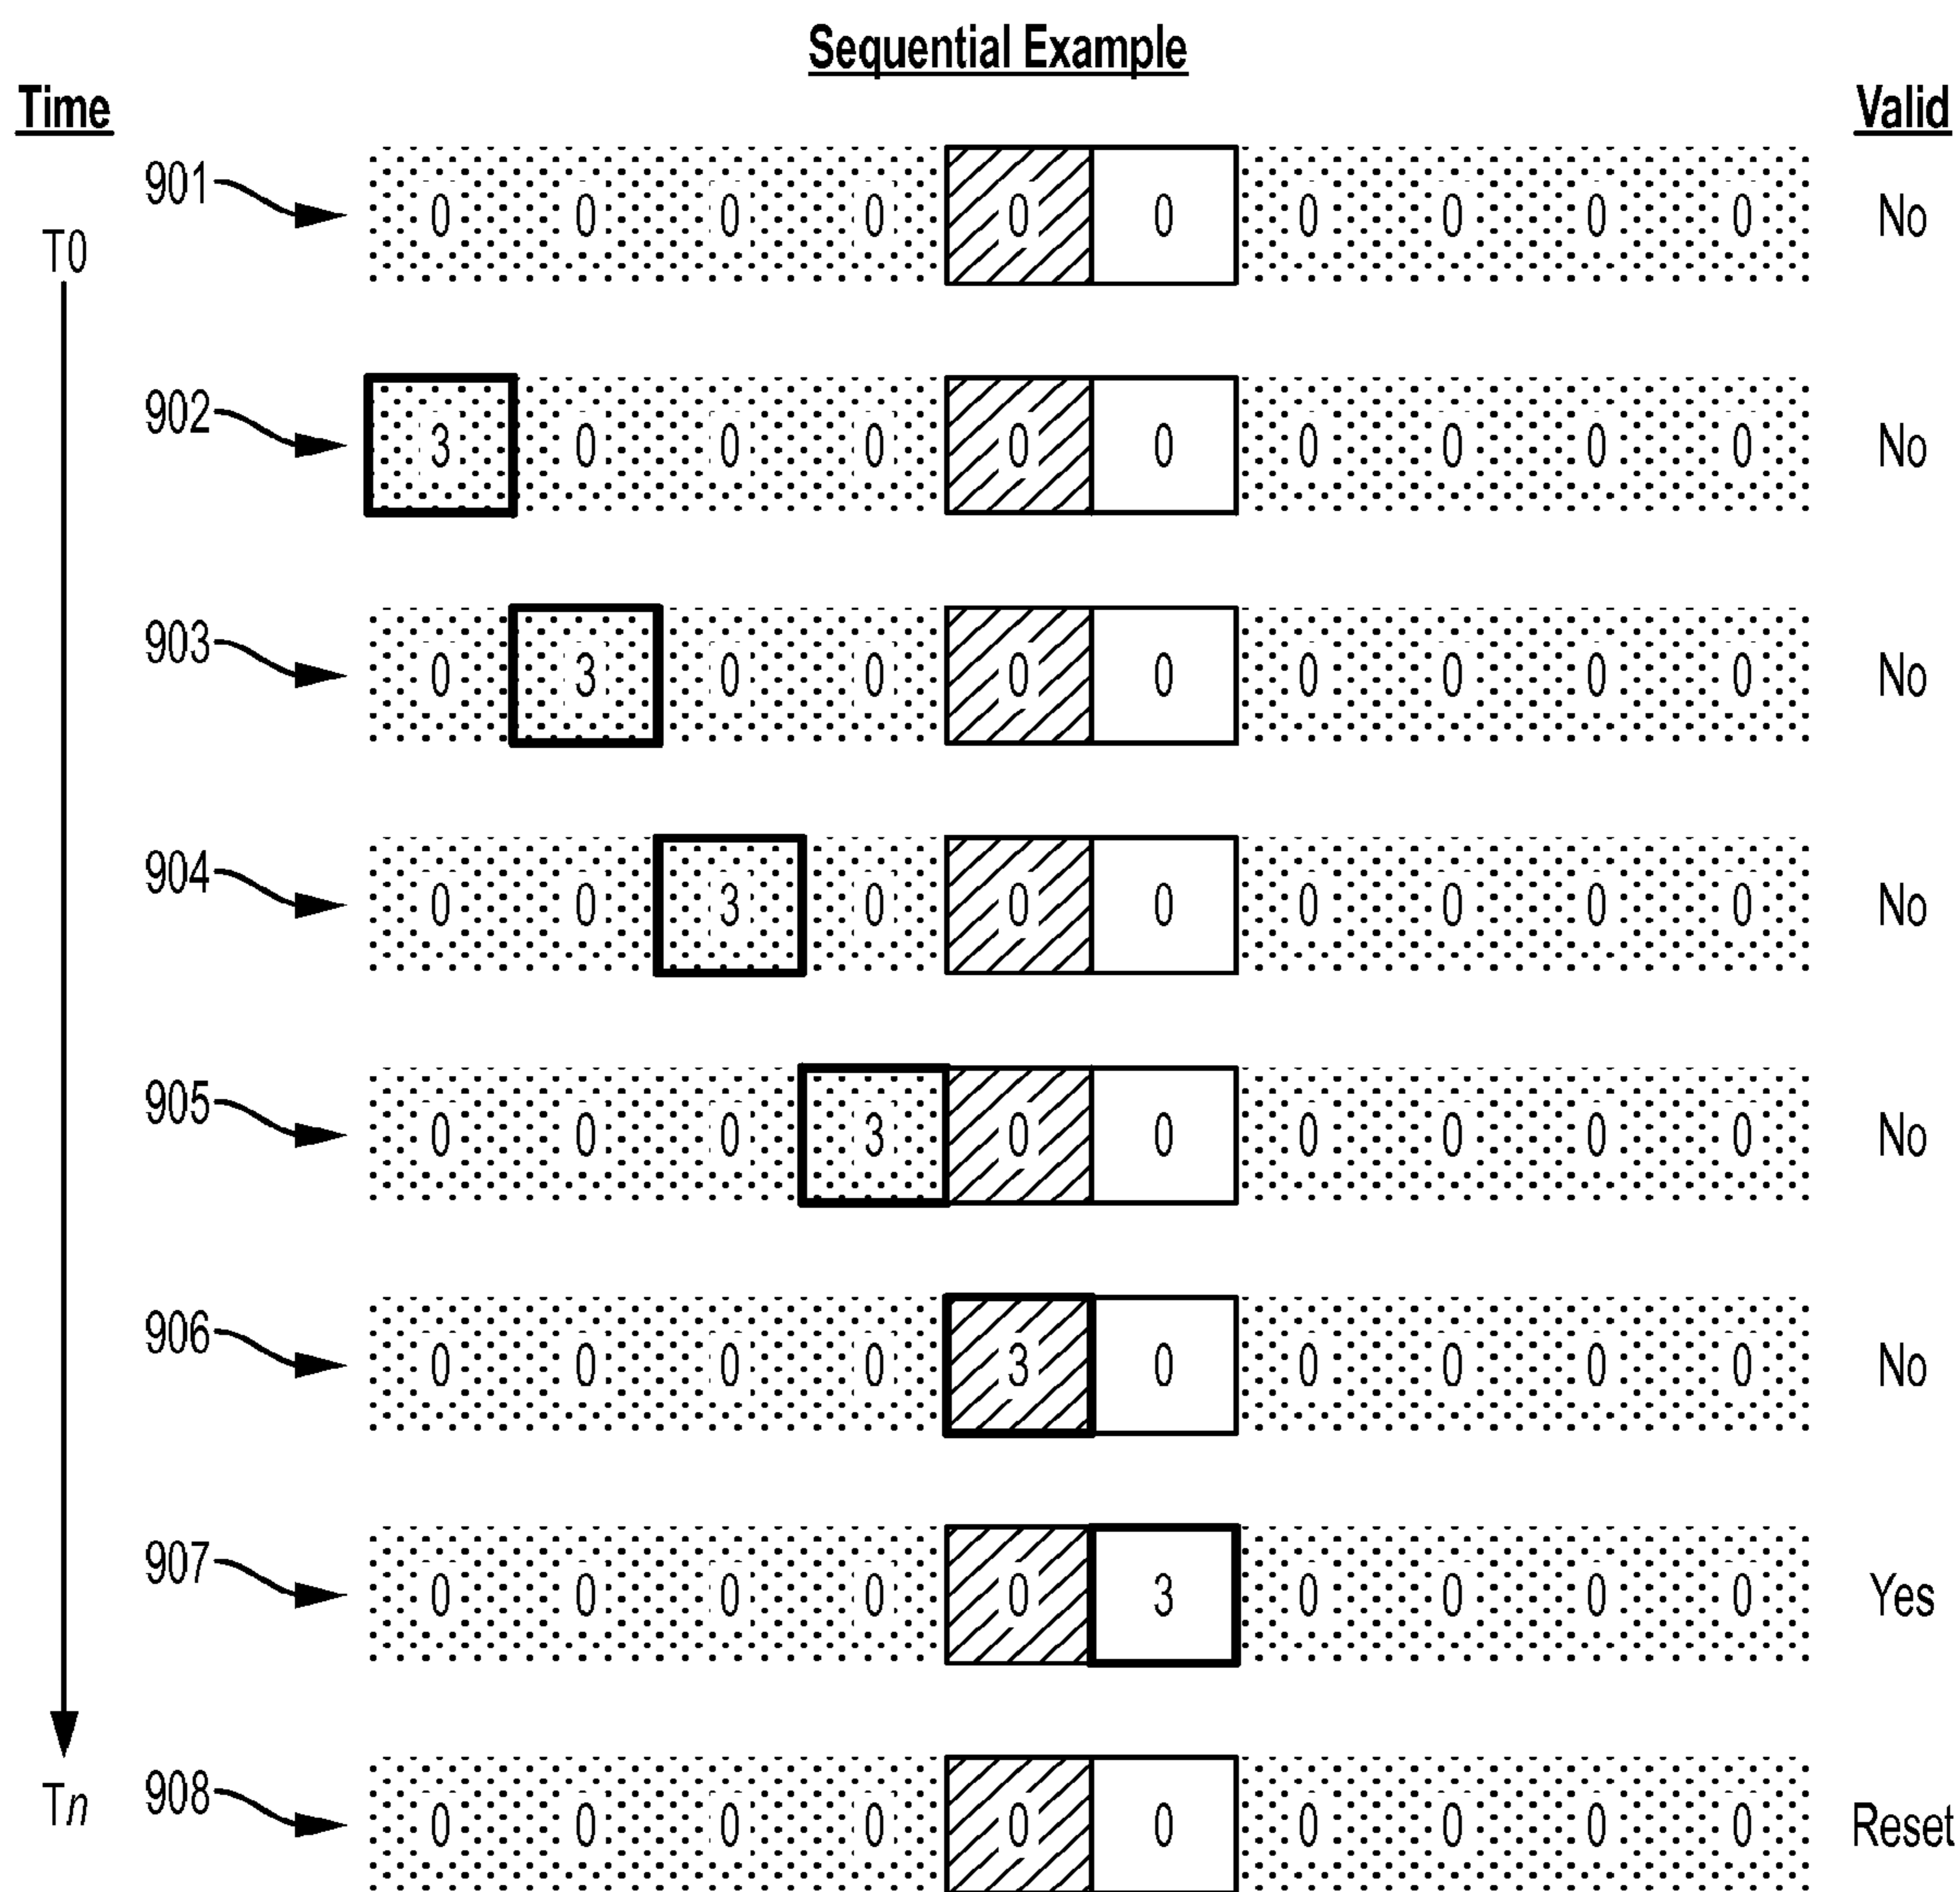 Sequential Example
Time Valid
901 0 0 0 0 0 0 0 0 0 0 No
T0
902 3 0 0 0 0 0 0 0 0 0 No
903 0 3 0 0 0 0 0 0 0 0 No
904 0 0 3 0 0 0 0 0 0 0 No
905 0 0 0 3 0 0 0 0 0 0 No
906 0 0 0 0 3 0 0 0 0 0 No
907 0 0 0 0 0 3 0 0 0 0 Yes
Tn 908 0 0 0 0 0 0 0 0 0 0 Reset